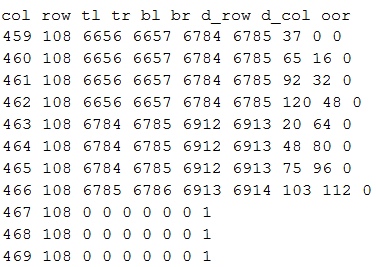 col row tl tr bl br d_row d_col oor
459 108 6656 6656 6784 6785 37 0 0
460 108 6656 6657 6784 6785 65 16 0
461 108 6656 6657 6784 6785 92 32 0
462 108 6656 6657 6784 6785 120 48 0
463 108 6784 6785 6912 6913 20 64 0
464 108 6784 6785 6912 6913 48 80 0
465 108 6784 6785 6912 6913 75 96 0
466 108 6785 6786 6913 6914 103 112 0
467 108 0 0 0 0 0 0 1
468 108 0 0 0 0 0 0 1
469 108 0 0 0 0 0 0 1